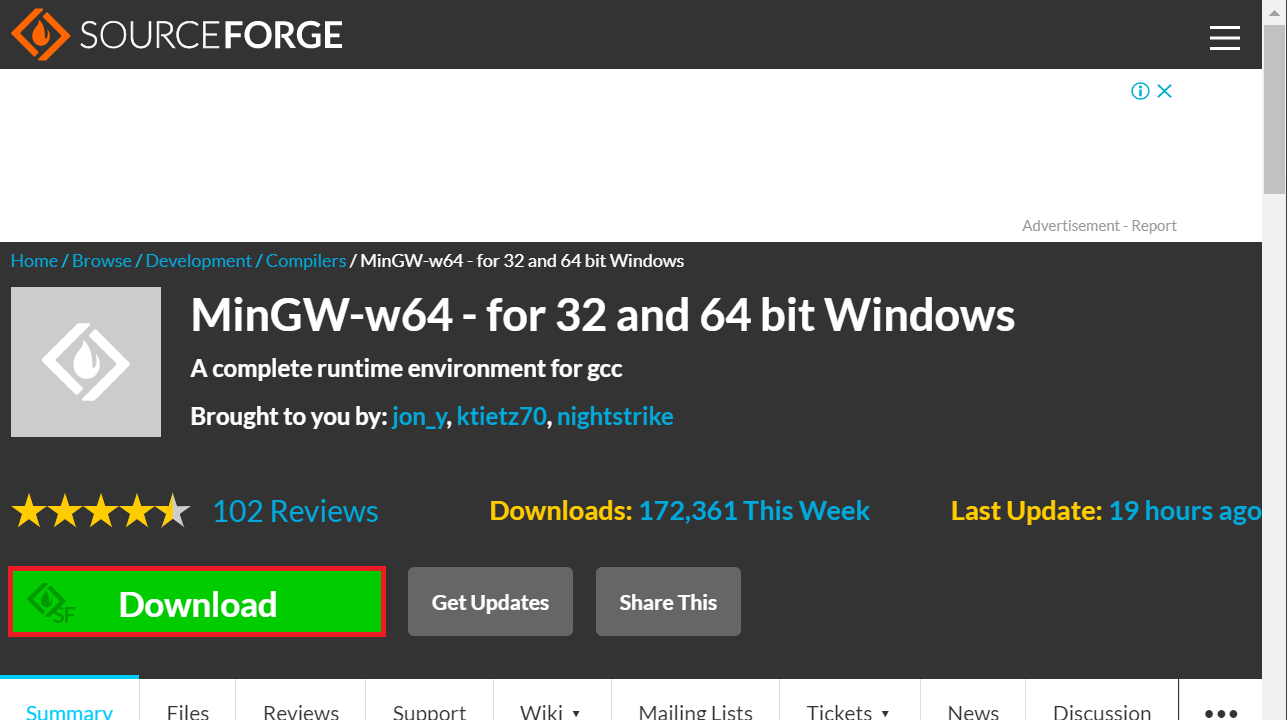 SOURCEFORGE
Advertisement - Report
Home / Browse / Development / Compilers / MinGW-w64 - for 32 and 64 bit Windows
MinGW-w64 - for 32 and 64 bit Windows
A complete runtime environment for gcc
Brought to you by: jon_y, ktietz70, nightstrike
102 Reviews Downloads: 172,361 This Week Last Update: 19 hours ago
SF Download Get Updates Share This
Summary Files Reviews Support Wiki ▼ Mailing Lists Tickets ▼ News Discussion •••